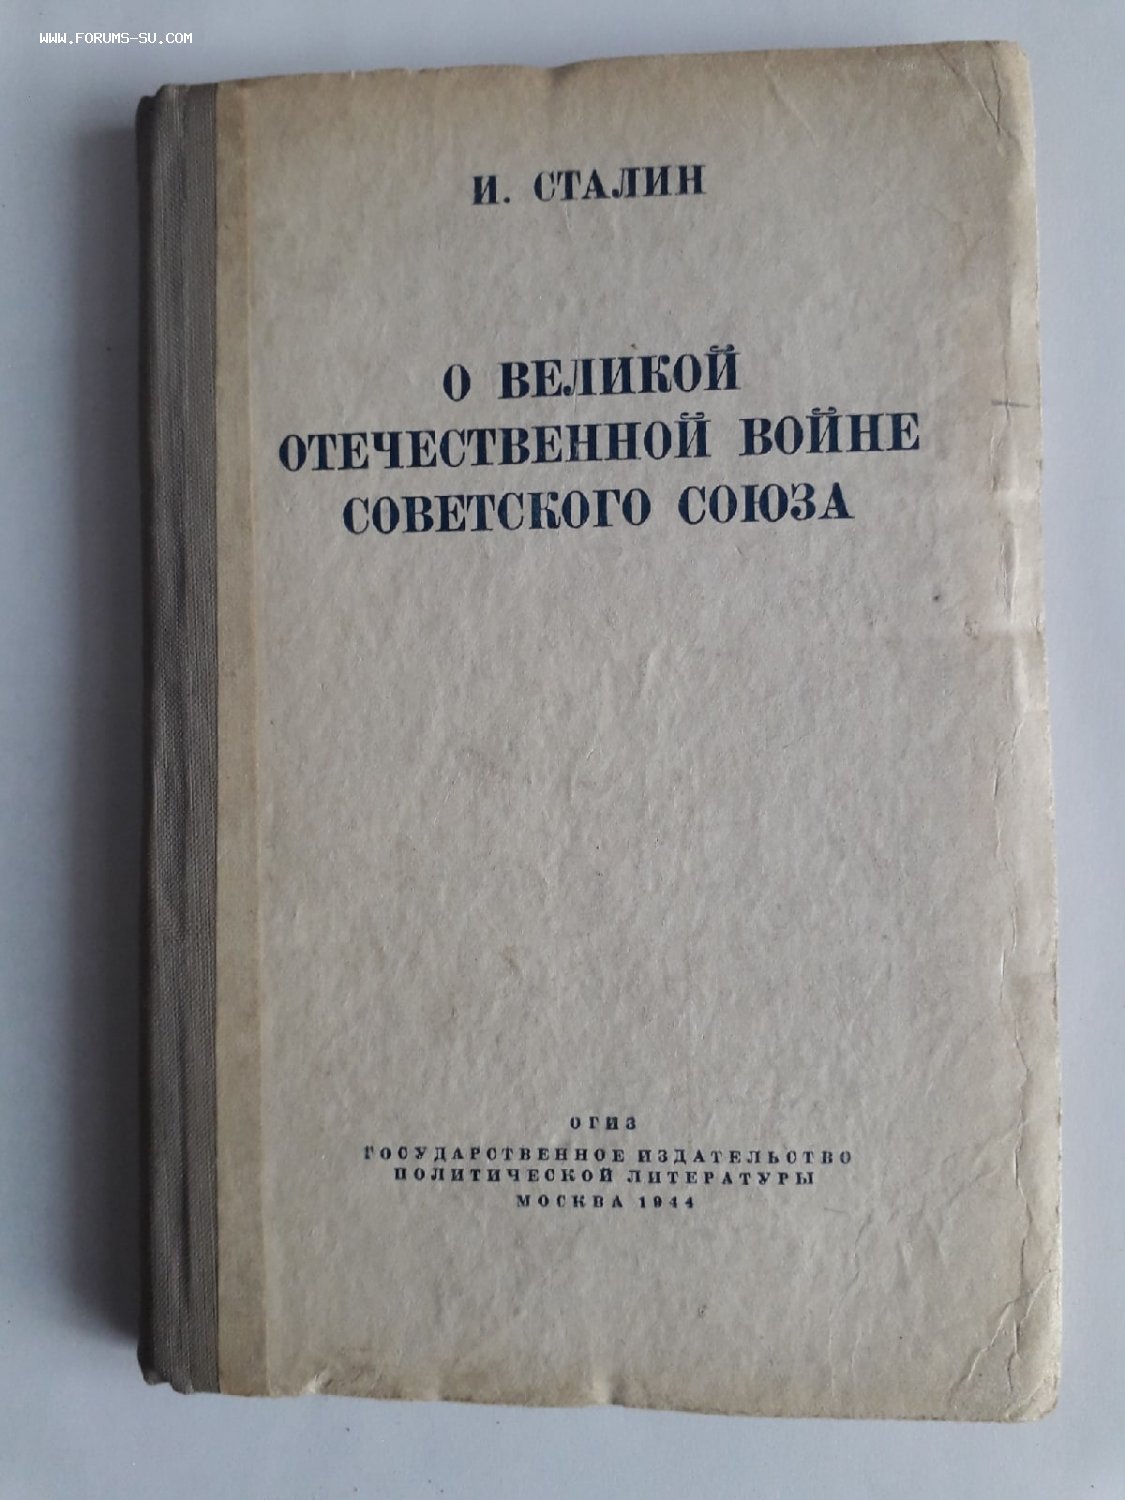 WWW.FORUMS-SU.COM
И. СТАЛИН
О ВЕЛИКОЙ
ОТЕЧЕСТВЕННОЙ ВОЙНЕ
СОВЕТСКОГО СОЮЗА
ОГИЗ
ГОСУДАРСТВЕННОЕ ИЗДАТЕЛЬСТВО
ПОЛИТИЧЕСКОЙ ЛИТЕРАТУРЫ
МОСКВА 1944